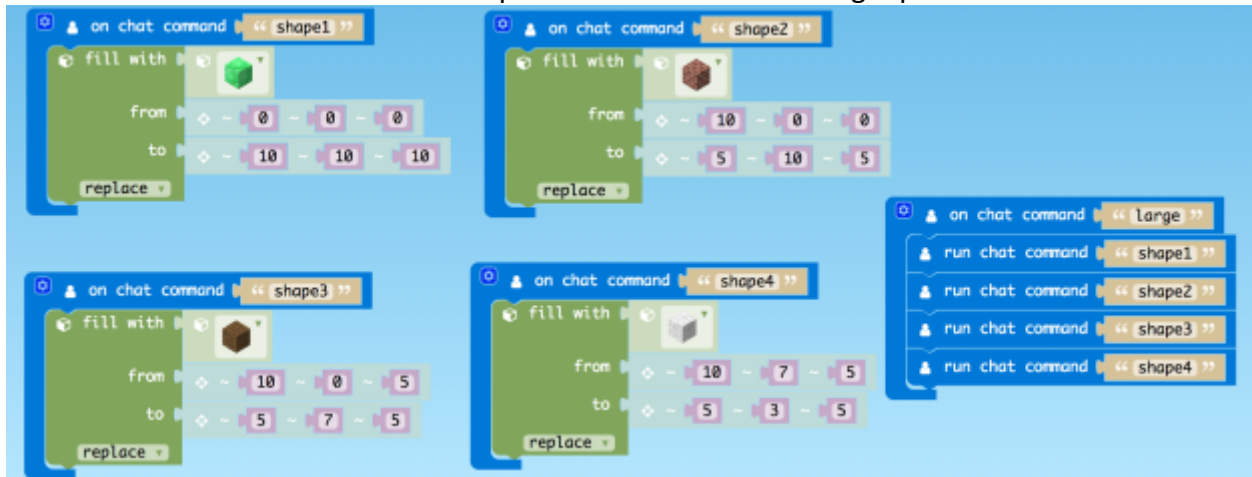 on chat command “ shape1 ”
fill with
from ~ 0 ~ 0 ~ 0
to ~ 10 ~ 10 ~ 10
replace
on chat command “ shape2 ”
fill with
from ~ 10 ~ 0 ~ 0
to ~ 5 ~ 10 ~ 5
replace
on chat command “ shape3 ”
fill with
from ~ 10 ~ 0 ~ 5
to ~ 5 ~ 7 ~ 5
replace
on chat command “ shape4 ”
fill with
from ~ 10 ~ 7 ~ 5
to ~ 5 ~ 3 ~ 5
replace
on chat command “ large ”
run chat command “ shape1 ”
run chat command “ shape2 ”
run chat command “ shape3 ”
run chat command “ shape4 ”